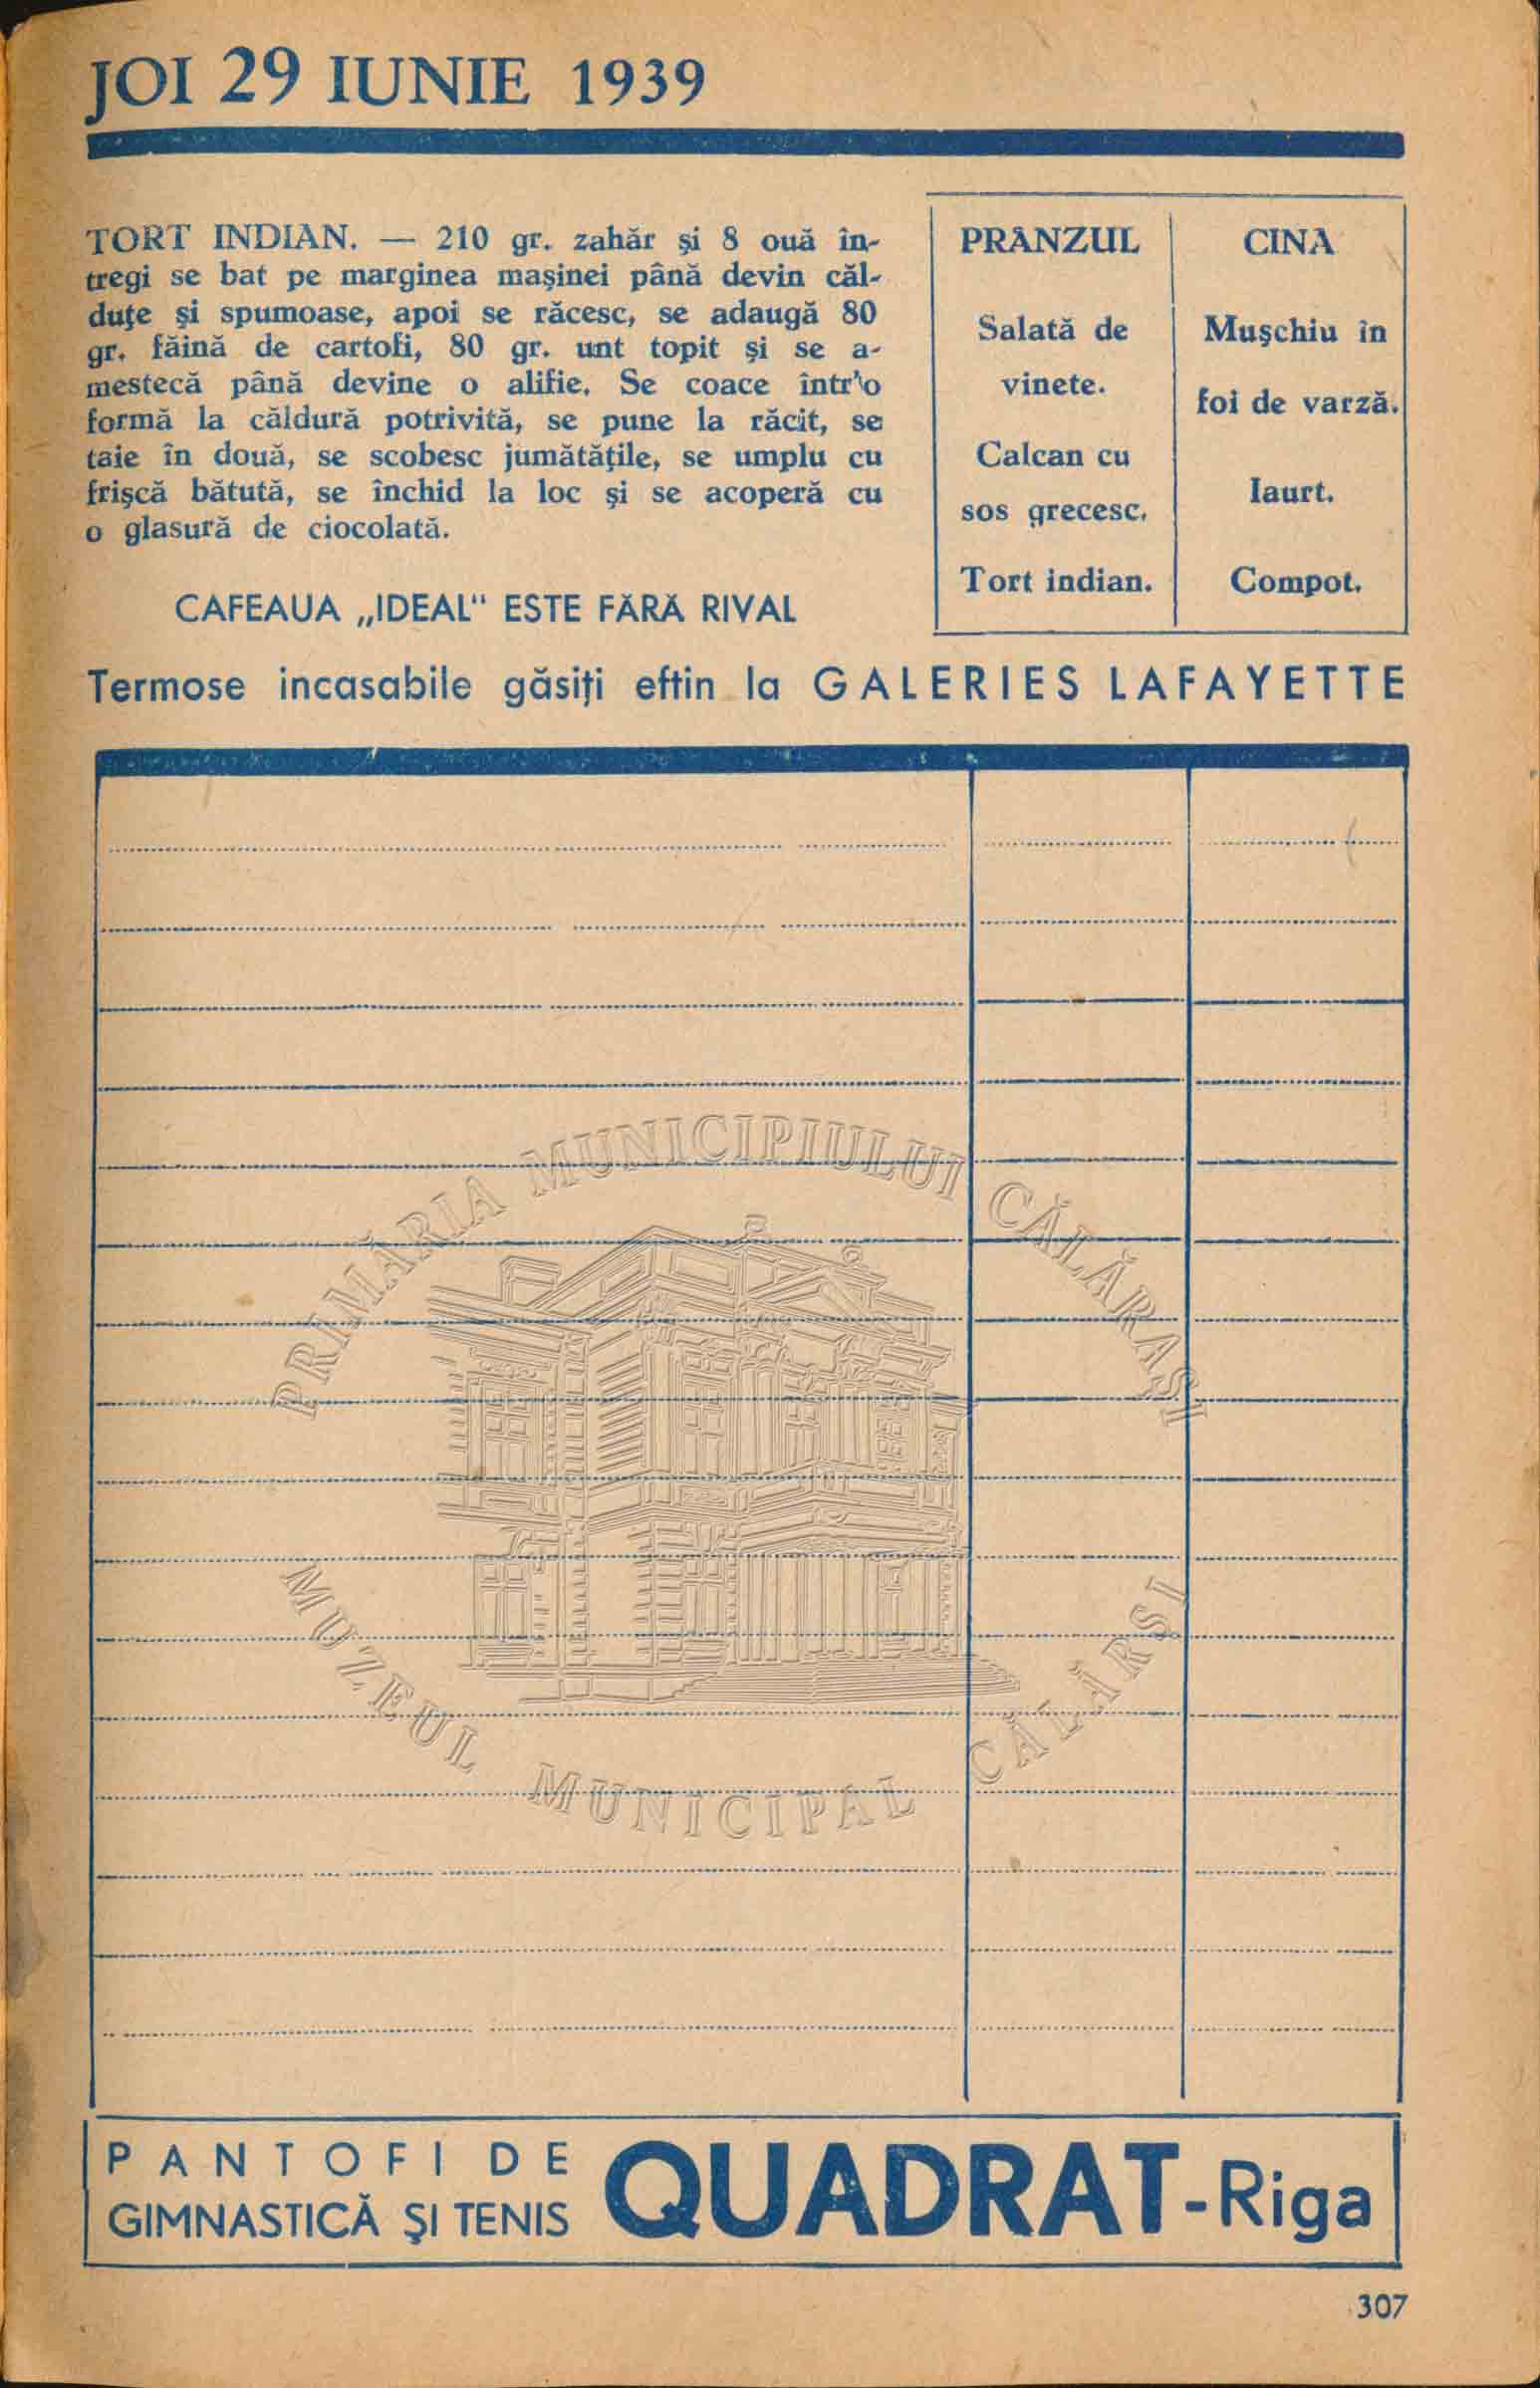 JOI 29 IUNIE 1939
TORT INDIAN. — 210 gr. zahăr şi 8 ouă în-
tregi se bat pe marginea maşinei până devin căl-
duţe şi spumoase, apoi se răcesc, se adaugă 80
gr. făină de cartofi, 80 gr. unt topit şi se a-
mestecă până devine o alifie. Se coace într'o
formă la căldură potrivită, se pune la răcit, se
taie în două, se scobesc jumătăţile, se umplu cu
frişcă bătută, se închid la loc şi se acoperă cu
o glasură de ciocolată.
CAFEAUA „IDEAL" ESTE FĂRĂ RIVAL
PRANZUL
Salată de
vinete.
Calcan cu
sos grecesc.
Tort indian.
CINA
Muşchiu în
foi de varză.
Iaurt.
Compot.
Termose incasabile găsiţi eftin la GALERIES LAFAYETTE
PRIMĂRIA MUNICIPIULUI CĂLĂRAŞI
MUZEUL MUNICIPAL CĂLĂRŞI
PANTOFI DE
GIMNASTICĂ ŞI TENIS
QUADRAT-Riga
307